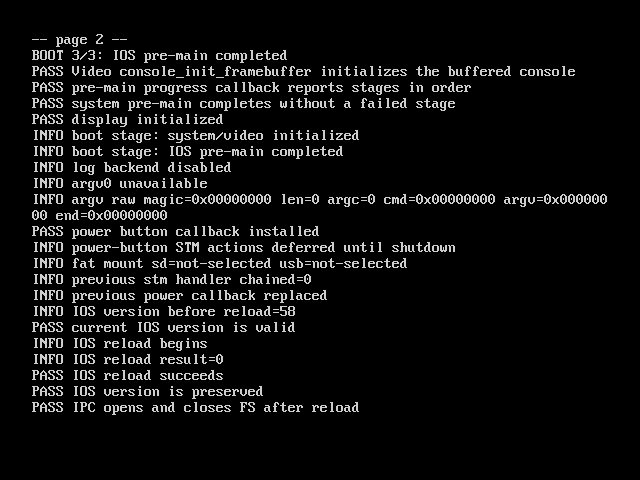 -- page 2 --
BOOT 3/3: IOS pre-main completed
PASS Video console_init_framebuffer initializes the buffered console
PASS pre-main progress callback reports stages in order
PASS system pre-main completes without a failed stage
PASS display initialized
INFO boot stage: system/video initialized
INFO boot stage: IOS pre-main completed
INFO log backend disabled
INFO argv0 unavailable
INFO argv raw magic=0x00000000 len=0 argc=0 cmd=0x00000000 argv=0x000000
00 end=0x00000000
PASS power button callback installed
INFO power-button STM actions deferred until shutdown
INFO fat mount sd=not-selected usb=not-selected
INFO previous stm handler chained=0
INFO previous power callback replaced
INFO IOS version before reload=58
PASS current IOS version is valid
INFO IOS reload begins
INFO IOS reload result=0
PASS IOS reload succeeds
PASS IOS version is preserved
PASS IPC opens and closes FS after reload